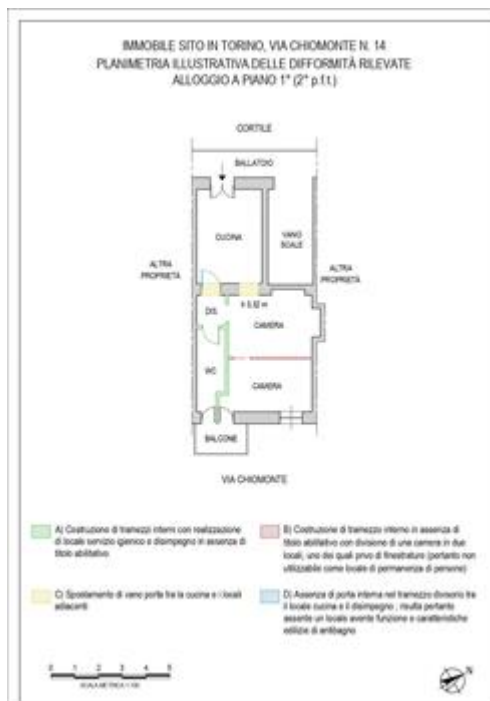 IMMOBILE SITO IN TORINO, VIA CHIOMONTE N. 14
PLANIMETRIA ILLUSTRATIVA DELLE DIFFORMITÀ RILEVATE
ALLOGGIO A PIANO 1° (2° p.f.t.)
CORTILE
BALLATOIO
CUCINA
VANO
SCALE
ALTRA
PROPRIETÀ
ALTRA
PROPRIETÀ
DIS.
CAMERA
WC
CAMERA
BALCONE
VIA CHIOMONTE
A) Costruzione di tramezzi interni con realizzazione
di locale servizio igienico e disimpegno in assenza di
titolo abilitativo
B) Costruzione di tramezzo interno in assenza di
titolo abilitativo con divisione di una camera in due
locali, uno dei quali privo di finestrature (pertanto non
utilizzabile come locale di permanenza di persone)
C) Spostamento di vano porta tra la cucina e i locali
adiacenti
D) Assenza di porta interna nel tramezzo divisorio tra
il locale cucina e il disimpegno ; risulta pertanto
assente un locale avente funzione e caratteristiche
edilizie di antibagno
0 1 2 3 4 5
SCALA METRICA 1:100
N